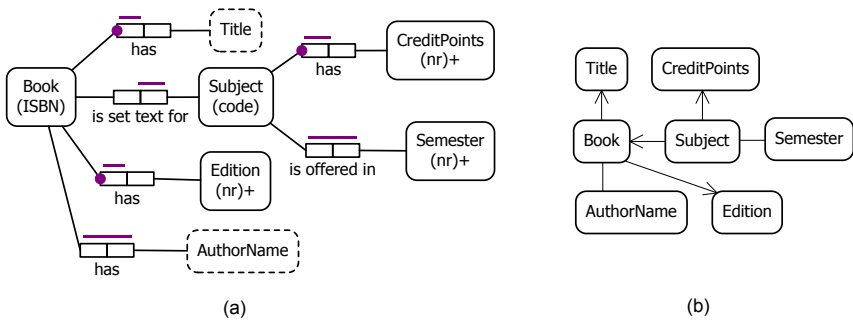 Title
has
CreditPoints
(nr)+
has
Book
(ISBN)
Subject
(code)
is set text for
Semester
(nr)+
is offered in
Edition
(nr)+
has
AuthorName
has
(a)
Title
CreditPoints
Book
Subject
Semester
AuthorName
Edition
(b)